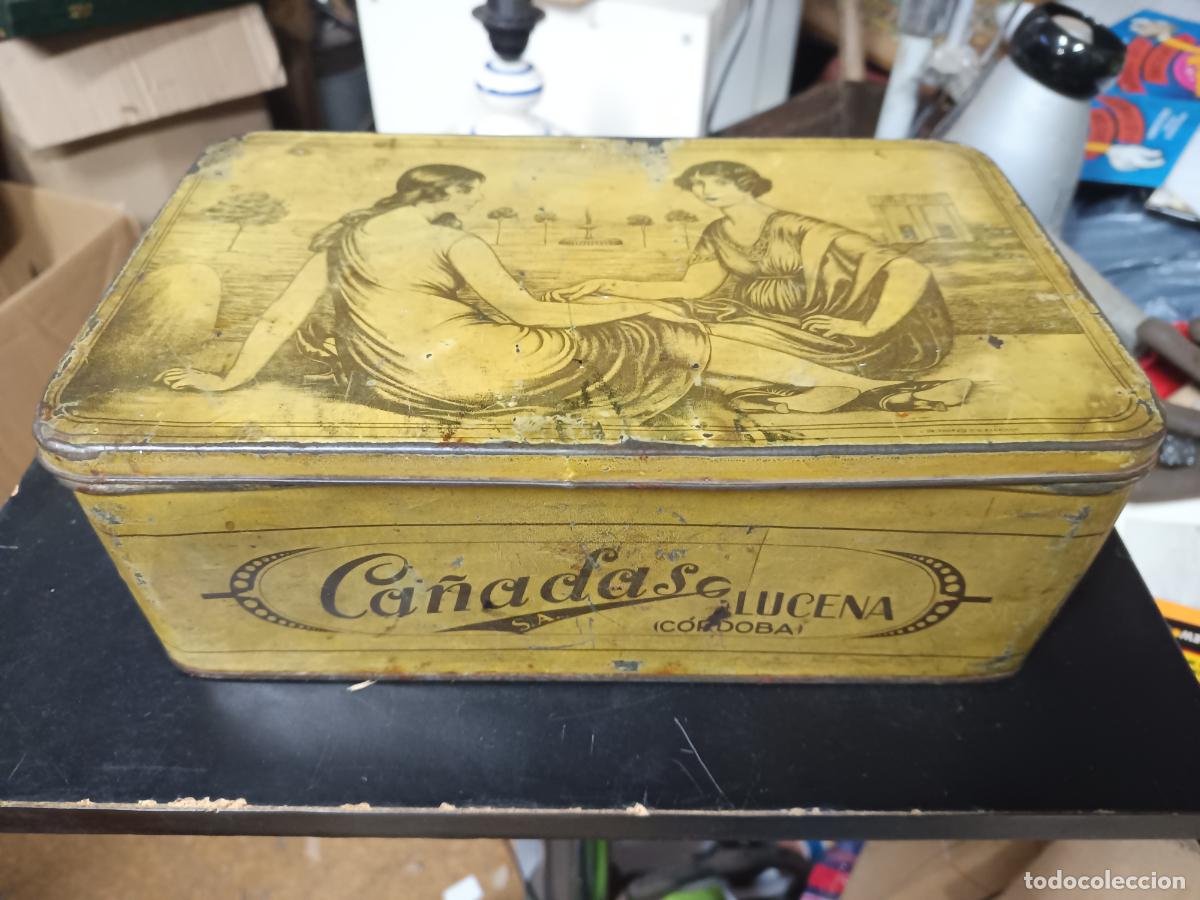 Cañadas
S.A. LUCENA
(CÓRDOBA)
todocoleccion